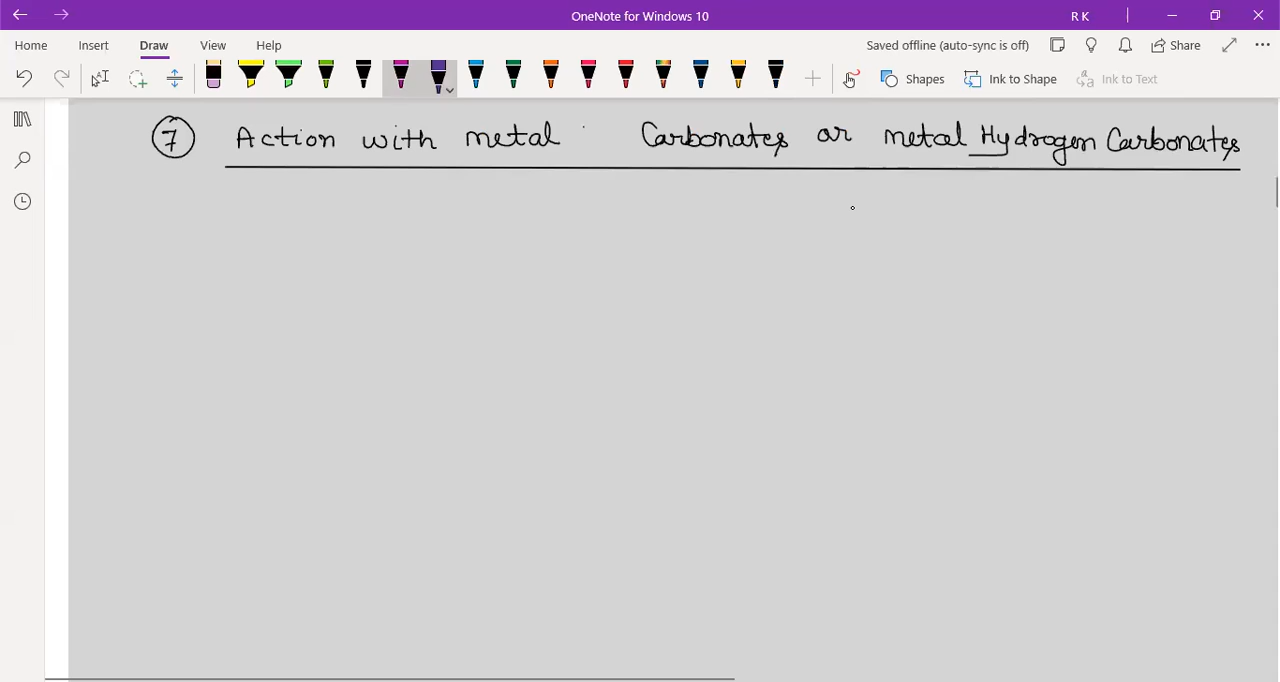 OneNote for Windows 10
R K
Home Insert Draw View Help
Saved offline (auto-sync is off) Share
Shapes Ink to Shape Ink to Text
7 Action with metal Carbonates or metal Hydrogen Carbonates